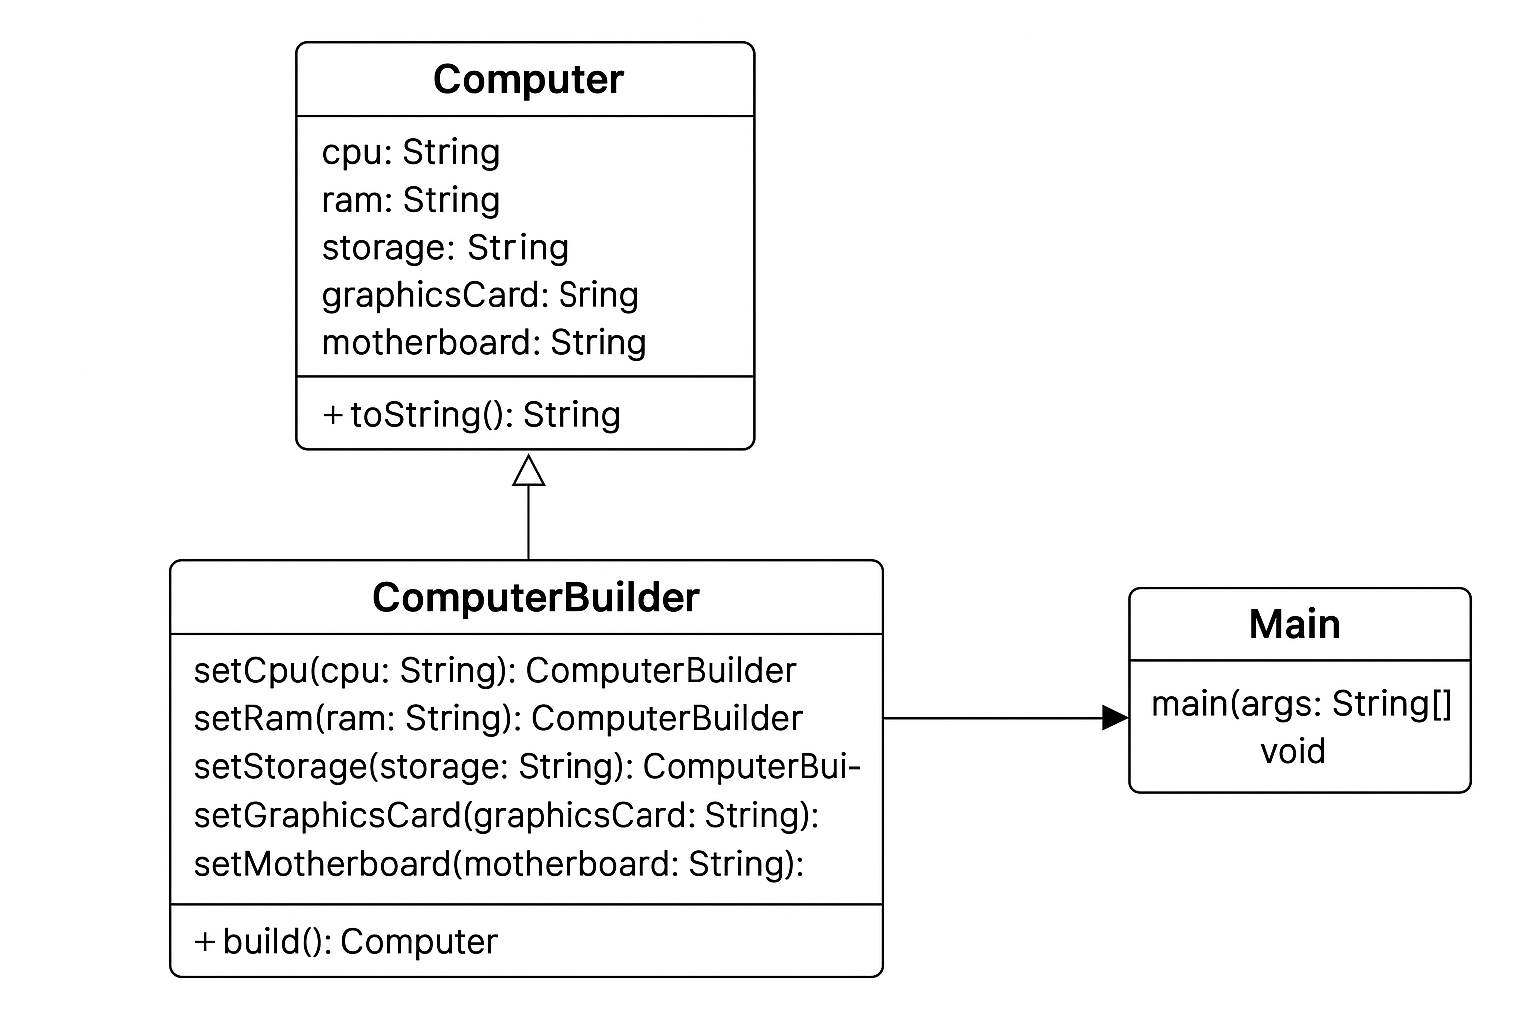 Computer
cpu: String
ram: String
storage: String
graphicsCard: Sring
motherboard: String
+ toString(): String
ComputerBuilder
setCpu(cpu: String): ComputerBuilder
setRam(ram: String): ComputerBuilder
setStorage(storage: String): ComputerBui-
setGraphicsCard(graphicsCard: String):
setMotherboard(motherboard: String):
+ build(): Computer
Main
main(args: String[]
void